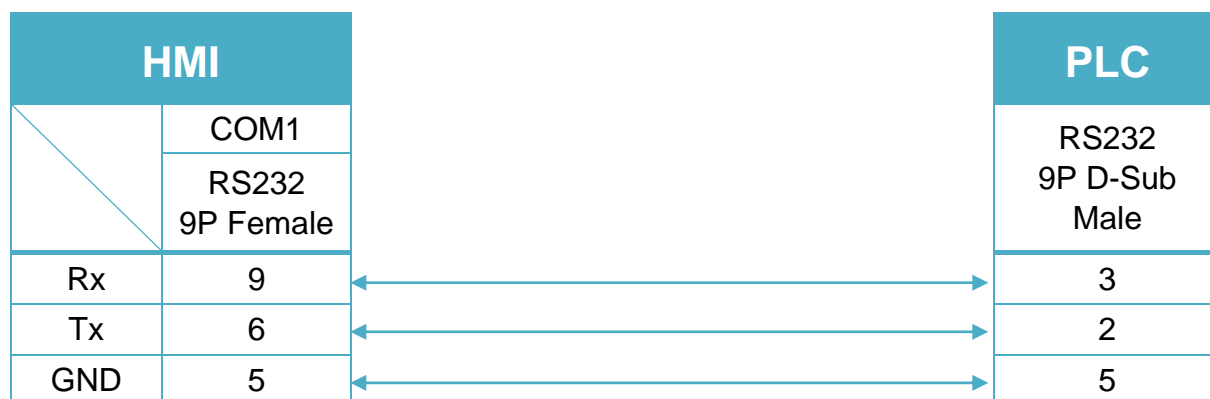 HMI
PLC
COM1
RS232
9P Female
RS232
9P D-Sub
Male
Rx 9 3
Tx 6 2
GND 5 5